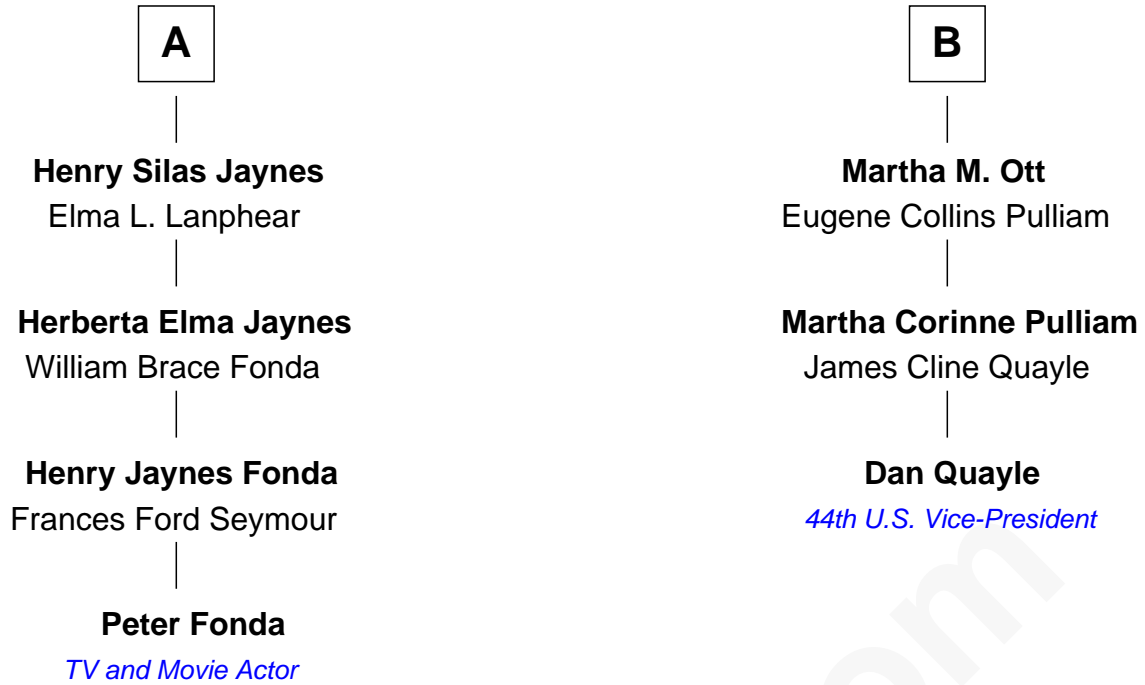 A
Henry Silas Jaynes
Elma L. Lanphear
Herberta Elma Jaynes
William Brace Fonda
Henry Jaynes Fonda
Frances Ford Seymour
Peter Fonda
TV and Movie Actor
B
Martha M. Ott
Eugene Collins Pulliam
Martha Corinne Pulliam
James Cline Quayle
Dan Quayle
44th U.S. Vice-President